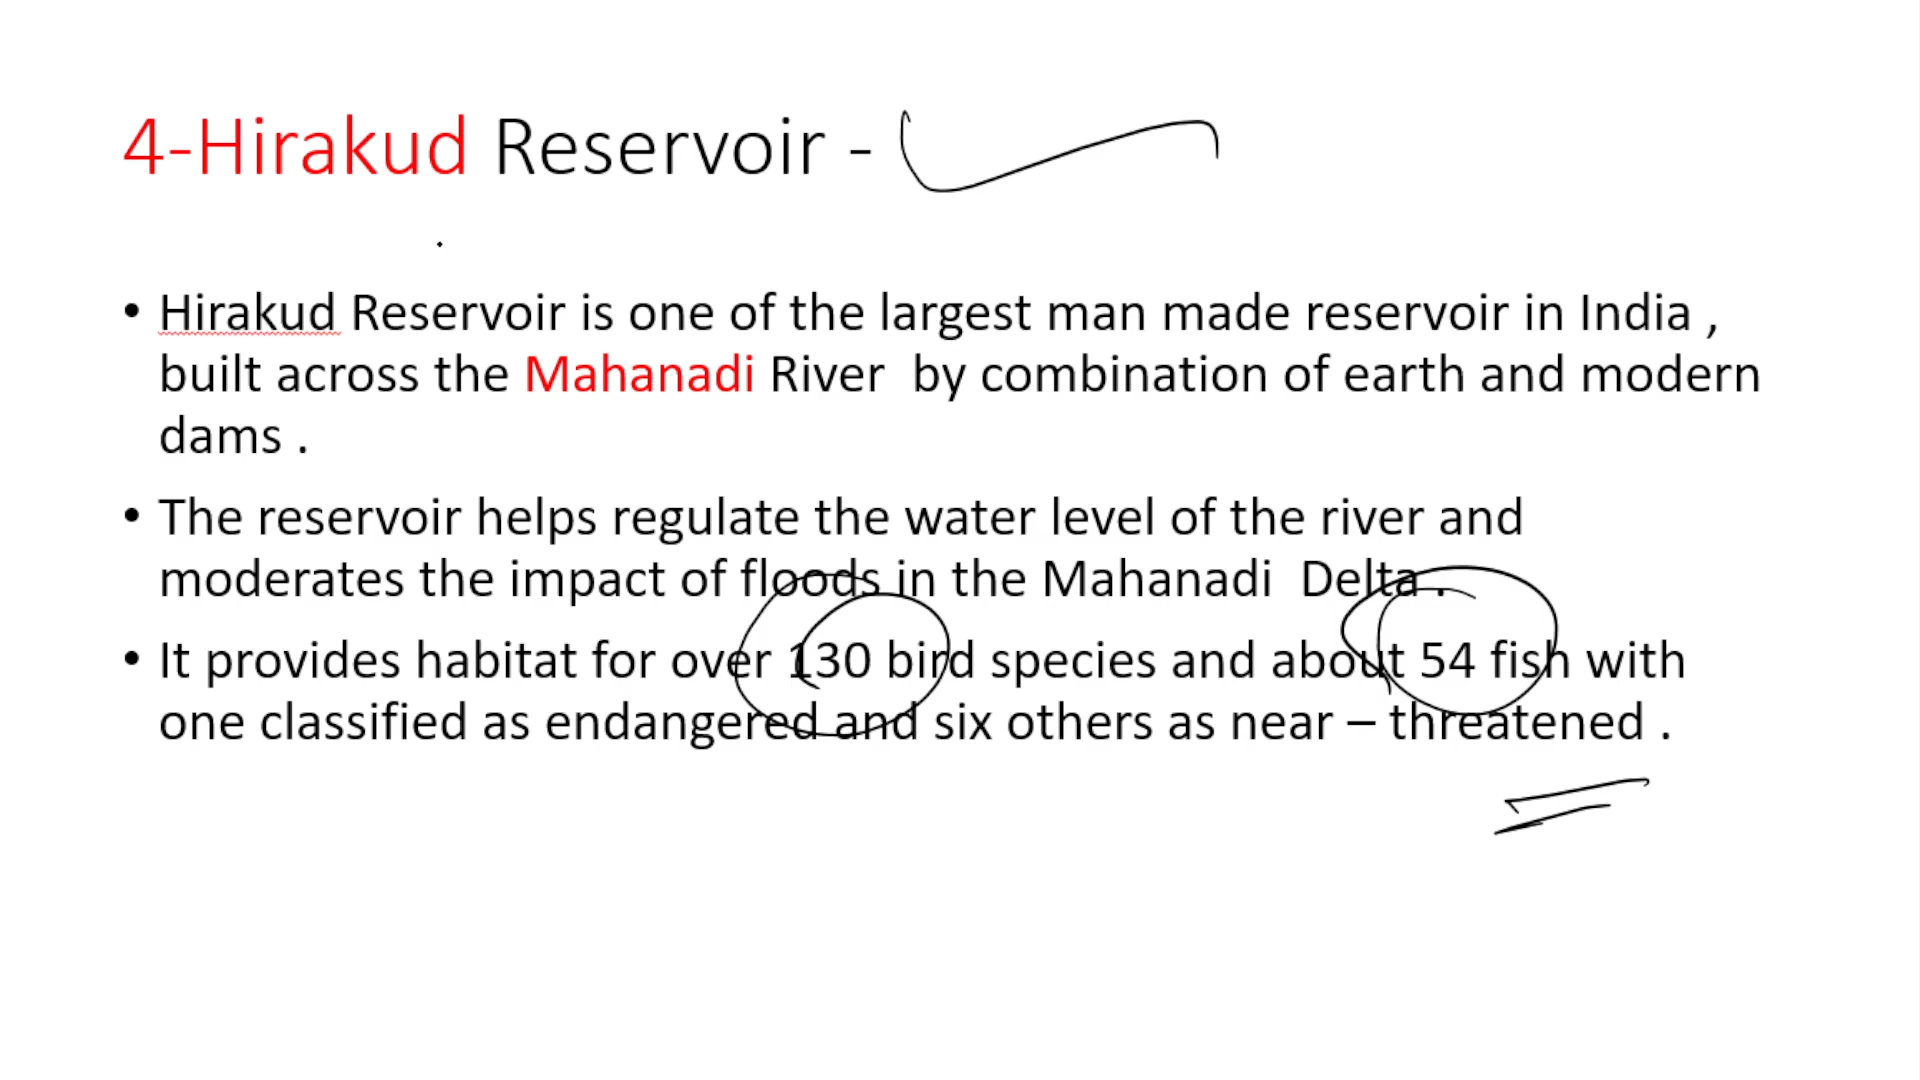 4-Hirakud Reservoir -
• Hirakud Reservoir is one of the largest man made reservoir in India ,
built across the Mahanadi River by combination of earth and modern
dams .
• The reservoir helps regulate the water level of the river and
moderates the impact of floods in the Mahanadi Delta .
• It provides habitat for over 130 bird species and about 54 fish with
one classified as endangered and six others as near – threatened .